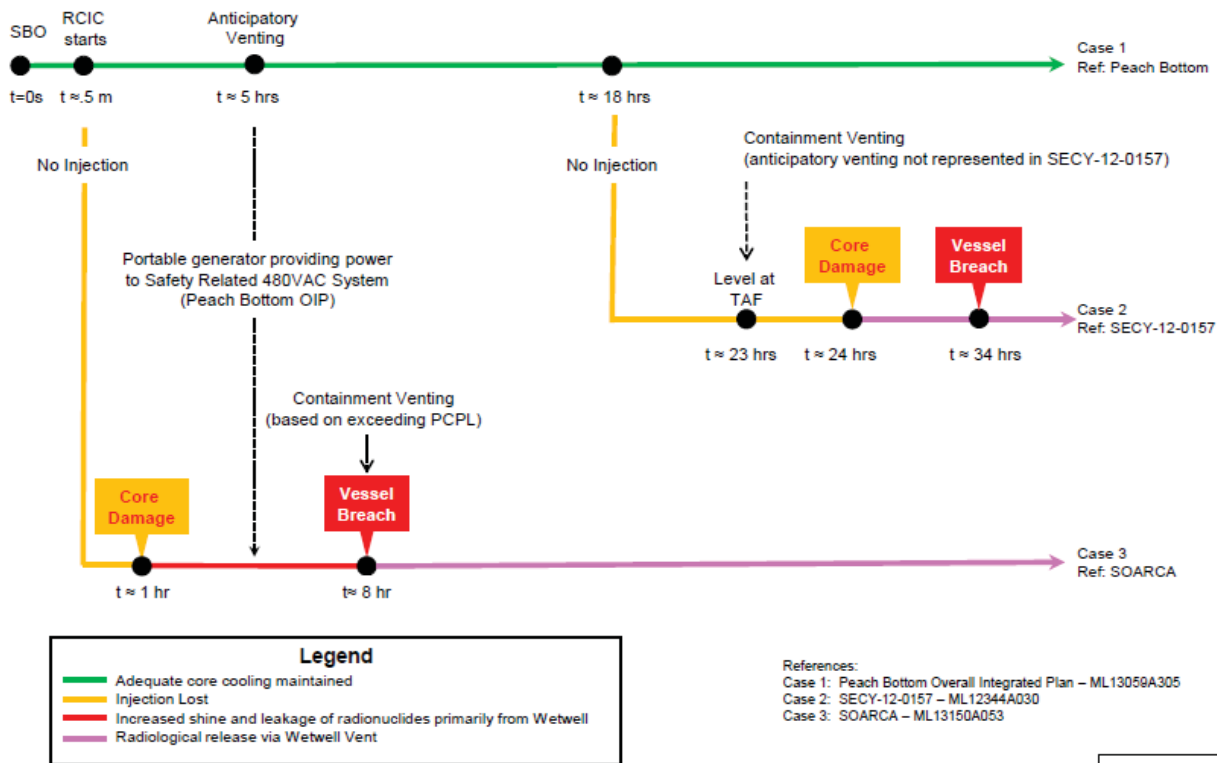 SBO
RCIC
starts
Anticipatory
Venting
Case 1
Ref: Peach Bottom
t=0s
t ≈.5 m
t ≈ 5 hrs
t ≈ 18 hrs
No Injection
No Injection
Containment Venting
(anticipatory venting not represented in SECY-12-0157)
Portable generator providing power
to Safety Related 480VAC System
(Peach Bottom OIP)
Level at
TAF
Core
Damage
Vessel
Breach
Case 2
Ref: SECY-12-0157
t ≈ 23 hrs
t ≈ 24 hrs
t ≈ 34 hrs
Containment Venting
(based on exceeding PCPL)
Core
Damage
Vessel
Breach
Case 3
Ref: SOARCA
t ≈ 1 hr
t≈ 8 hr
Legend
Adequate core cooling maintained
Injection Lost
Increased shine and leakage of radionuclides primarily from Wetwell
Radiological release via Wetwell Vent
References:
Case 1: Peach Bottom Overall Integrated Plan – ML13059A305
Case 2: SECY-12-0157 – ML12344A030
Case 3: SOARCA – ML13150A053